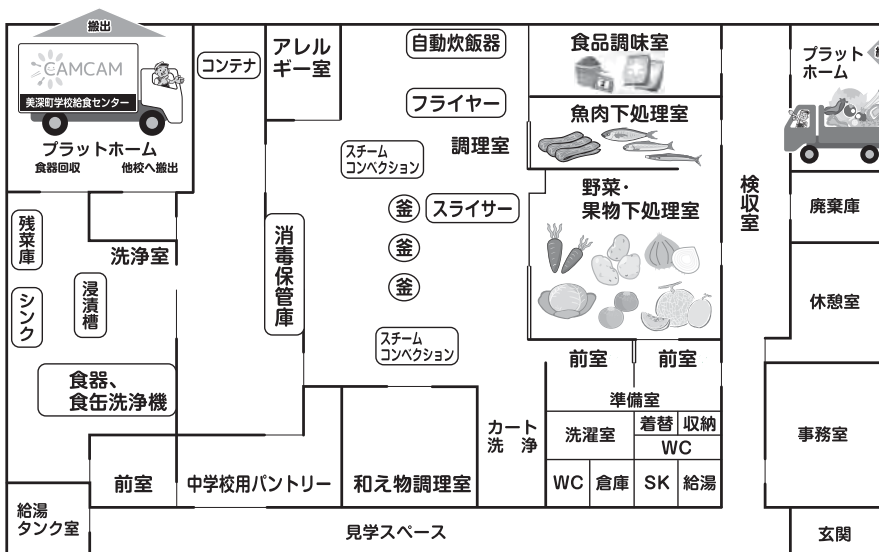 搬出
CAMCAM
美深町学校給食センター
プラットホーム
食器回収 他校へ搬出
コンテナ
アレル
ギー室
自動炊飯器
フライヤー
調理室
スチーム
コンベクション
釜
スライサー
釜
釜
スチーム
コンベクション
食品調味室
魚肉下処理室
野菜・
果物下処理室
検収室
プラット
ホーム
廃棄庫
休憩室
事務室
玄関
残菜庫
洗浄室
シンク
浸漬槽
消毒保管庫
食器、
食缶洗浄機
前室
中学校用パントリー
和え物調理室
カート
洗 浄
前室
前室
準備室
洗濯室
着替
収納
WC
WC
倉庫
SK
給湯
給湯
タンク室
見学スペース